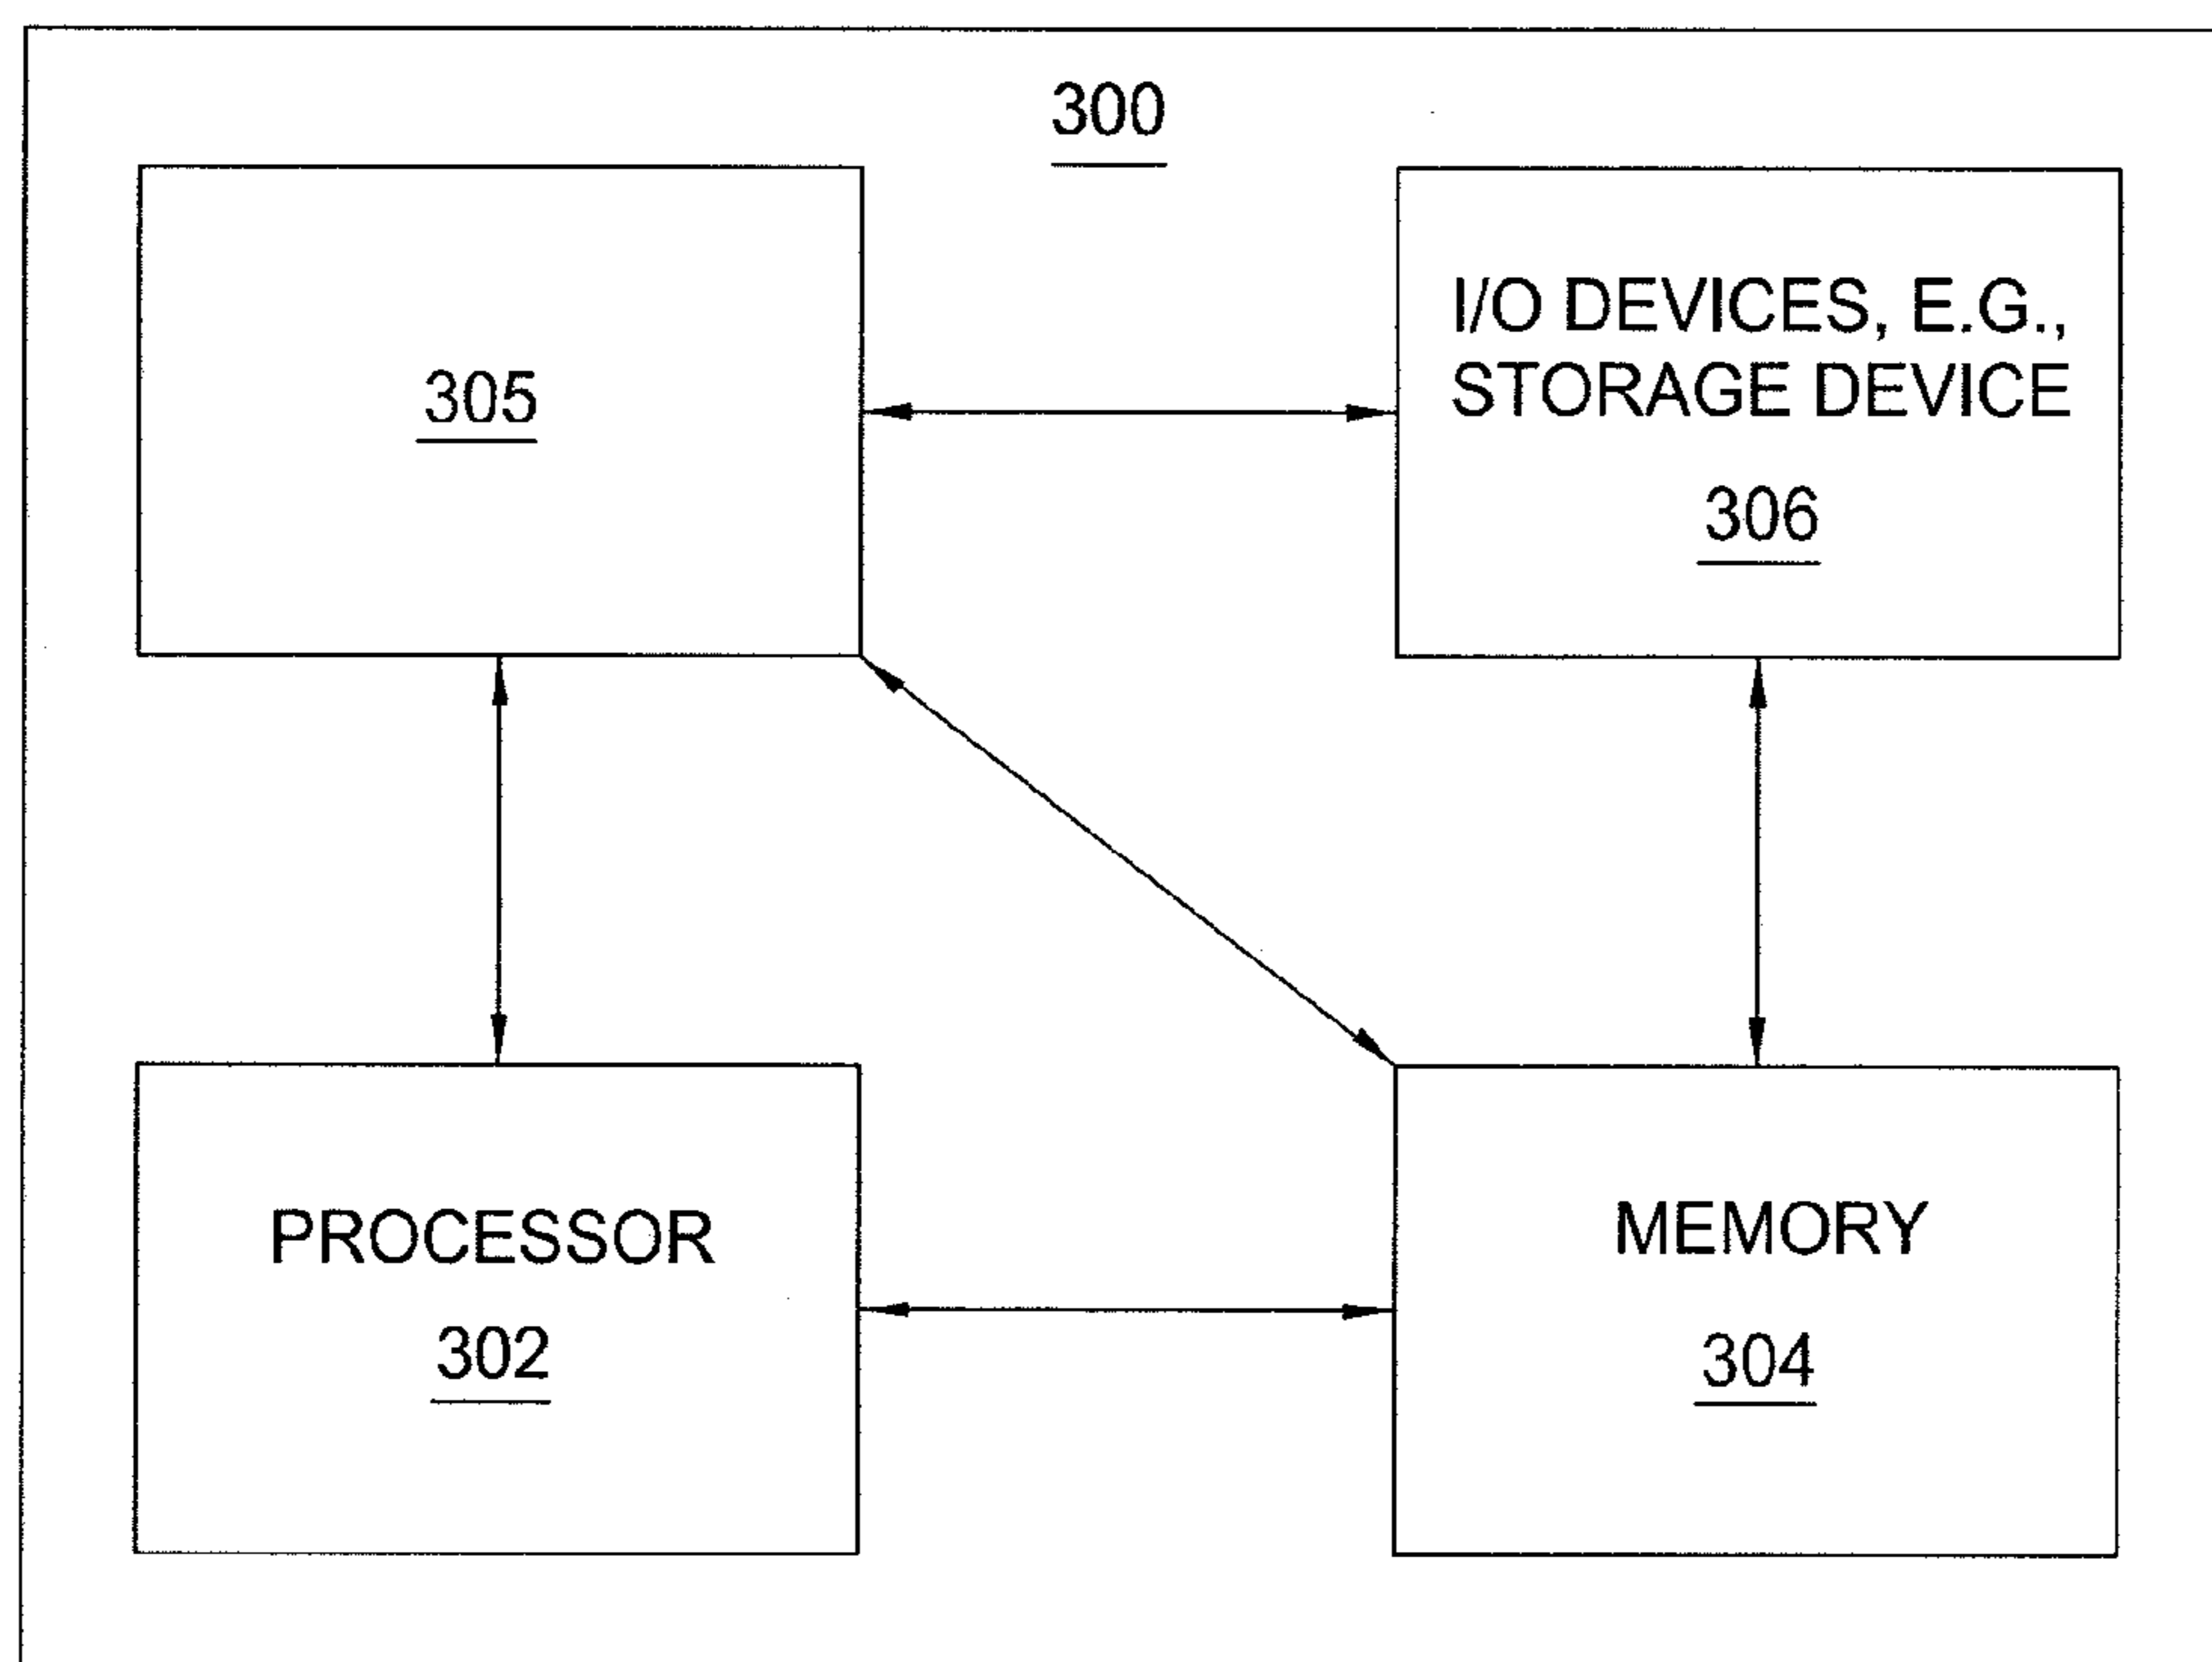 300
305
I/O DEVICES, E.G.,
STORAGE DEVICE
306
PROCESSOR
302
MEMORY
304